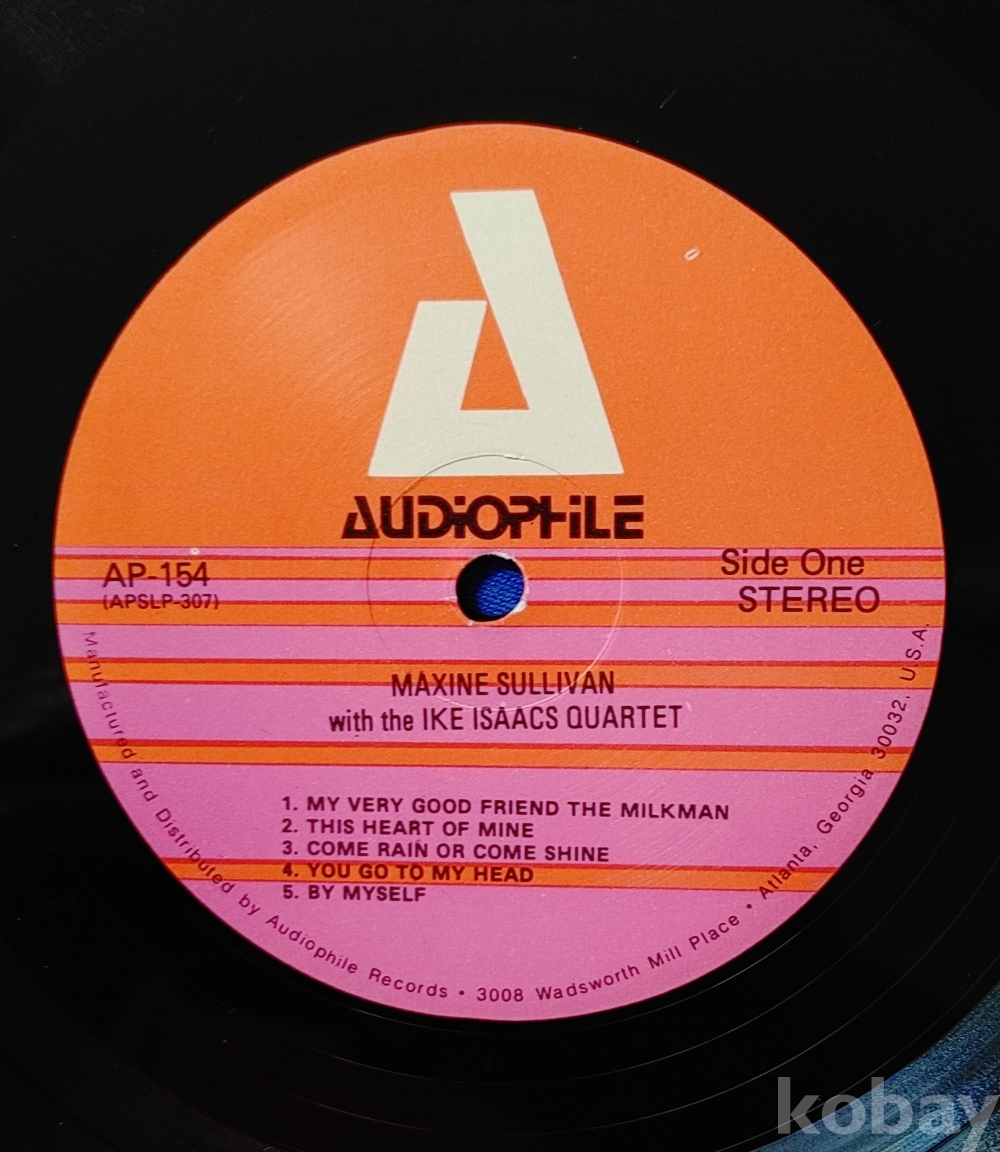 AUDIOPHILE
AP-154
(APSLP-307)
Side One
STEREO
MAXINE SULLIVAN
with the IKE ISAACS QUARTET
1. MY VERY GOOD FRIEND THE MILKMAN
2. THIS HEART OF MINE
3. COME RAIN OR COME SHINE
4. YOU GO TO MY HEAD
5. BY MYSELF
Manufactured and Distributed by Audiophile Records • 3008 Wadsworth Mill Place • Atlanta, Georgia 30032, U.S.A.
kobay